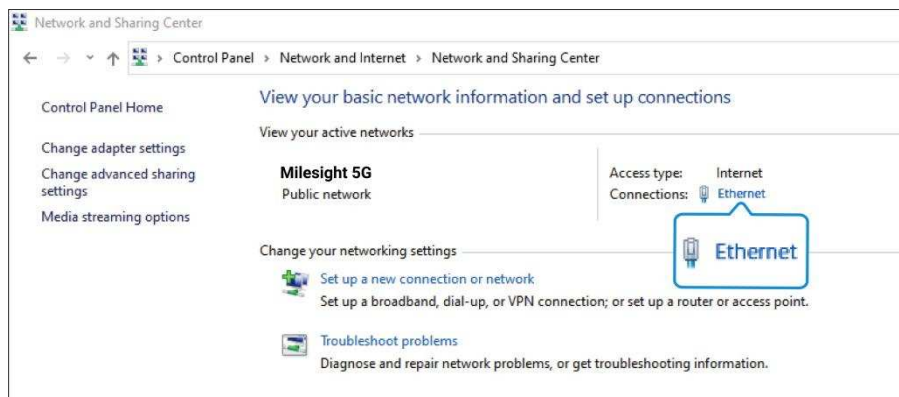 Network and Sharing Center
Control Panel > Network and Internet > Network and Sharing Center
Control Panel Home
Change adapter settings
Change advanced sharing
settings
Media streaming options
View your basic network information and set up connections
View your active networks
Milesight 5G
Public network
Access type: Internet
Connections: Ethernet
Ethernet
Change your networking settings
Set up a new connection or network
Set up a broadband, dial-up, or VPN connection; or set up a router or access point.
Troubleshoot problems
Diagnose and repair network problems, or get troubleshooting information.